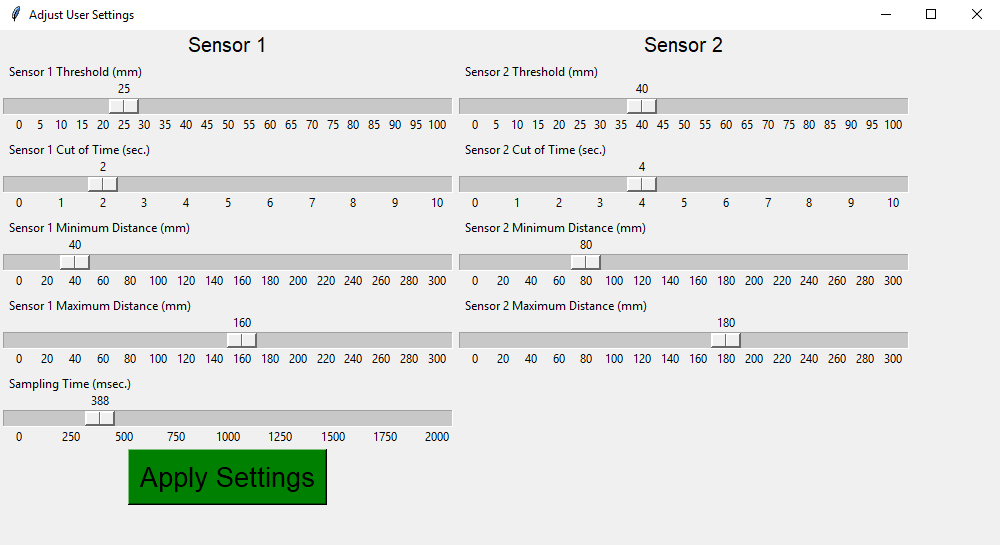 Adjust User Settings
Sensor 1
Sensor 1 Threshold (mm)
25
0 5 10 15 20 25 30 35 40 45 50 55 60 65 70 75 80 85 90 95 100
Sensor 1 Cut of Time (sec.)
2
0 1 2 3 4 5 6 7 8 9 10
Sensor 1 Minimum Distance (mm)
40
0 20 40 60 80 100 120 140 160 180 200 220 240 260 280 300
Sensor 1 Maximum Distance (mm)
160
0 20 40 60 80 100 120 140 160 180 200 220 240 260 280 300
Sampling Time (msec.)
388
0 250 500 750 1000 1250 1500 1750 2000
Apply Settings
Sensor 2
Sensor 2 Threshold (mm)
40
0 5 10 15 20 25 30 35 40 45 50 55 60 65 70 75 80 85 90 95 100
Sensor 2 Cut of Time (sec.)
4
0 1 2 3 4 5 6 7 8 9 10
Sensor 2 Minimum Distance (mm)
80
0 20 40 60 80 100 120 140 160 180 200 220 240 260 280 300
Sensor 2 Maximum Distance (mm)
180
0 20 40 60 80 100 120 140 160 180 200 220 240 260 280 300